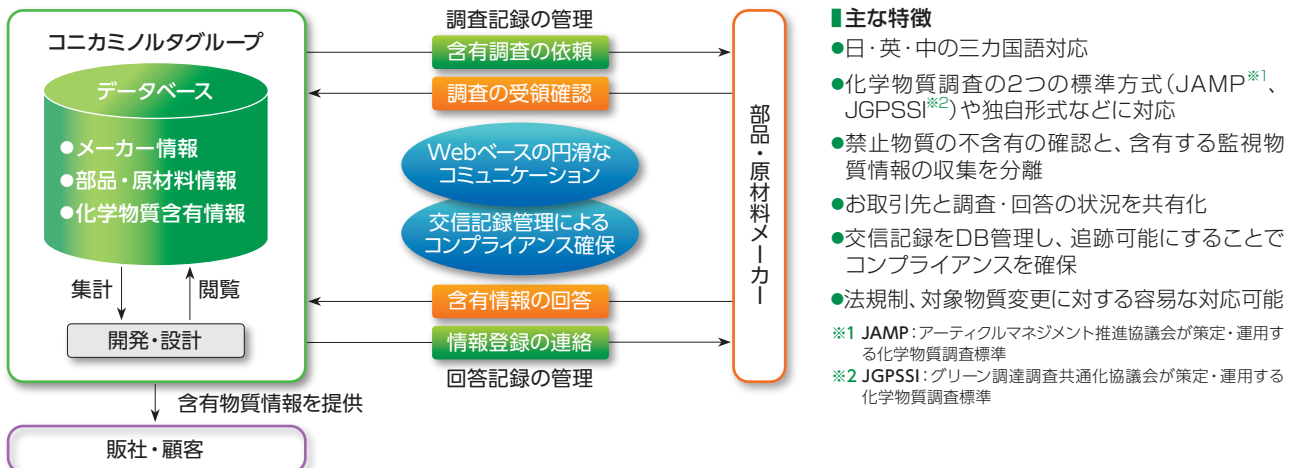 コニカミノルタグループ
データベース
●メーカー情報
●部品・原材料情報
●化学物質含有情報
集計
閲覧
開発・設計
含有物質情報を提供
販社・顧客
調査記録の管理
含有調査の依頼
調査の受領確認
Webベースの円滑な
コミュニケーション
交信記録管理による
コンプライアンス確保
含有情報の回答
情報登録の連絡
回答記録の管理
部品・原材料メーカー
主な特徴
●日・英・中の三カ国語対応
●化学物質調査の2つの標準方式（JAMP※1、
JGPSSI※2）や独自形式などに対応
●禁止物質の不含有の確認と、含有する監視物
質情報の収集を分離
●お取引先と調査・回答の状況を共有化
●交信記録をDB管理し、追跡可能にすることで
コンプライアンスを確保
●法規制、対象物質変更に対する容易な対応可能
※1 JAMP：アーティクルマネジメント推進協議会が策定・運用す
る化学物質調査標準
※2 JGPSSI：グリーン調達調査共通化協議会が策定・運用する
化学物質調査標準